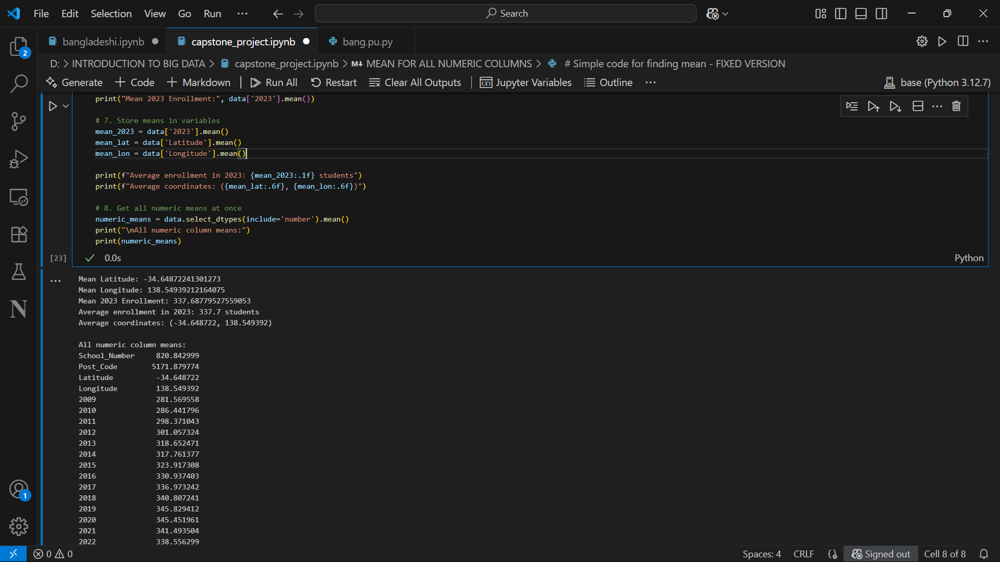 File Edit Selection View Go Run ··· Search
bangladeshi.ipynb capstone_project.ipynb bang.pu.py
D: > INTRODUCTION TO BIG DATA > capstone_project.ipynb > M↓ MEAN FOR ALL NUMERIC COLUMNS > # Simple code for finding mean - FIXED VERSION
Generate + Code + Markdown Run All Restart Clear All Outputs Jupyter Variables Outline ··· base (Python 3.12.7)
print("Mean 2023 Enrollment:", data['2023'].mean())
# 7. Store means in variables
mean_2023 = data['2023'].mean()
mean_lat = data['Latitude'].mean()
mean_lon = data['Longitude'].mean()
print(f"Average enrollment in 2023: {mean_2023:.1f} students")
print(f"Average coordinates: ({mean_lat:.6f}, {mean_lon:.6f})")
# 8. Get all numeric means at once
numeric_means = data.select_dtypes(include='number').mean()
print("\nAll numeric column means:")
print(numeric_means)
[23] 0.0s Python
Mean Latitude: -34.64872241301273
Mean Longitude: 138.54939212164075
Mean 2023 Enrollment: 337.68779527559053
Average enrollment in 2023: 337.7 students
Average coordinates: (-34.648722, 138.549392)
All numeric column means:
School_Number 820.842999
Post_Code 5171.879774
Latitude -34.648722
Longitude 138.549392
2009 281.569558
2010 286.441796
2011 298.371043
2012 301.057324
2013 318.652471
2014 317.761377
2015 323.917308
2016 330.937403
2017 336.973242
2018 340.807241
2019 345.829412
2020 345.451961
2021 341.493504
2022 338.556299
2
N
1
0 0 Spaces: 4 CRLF Signed out Cell 8 of 8